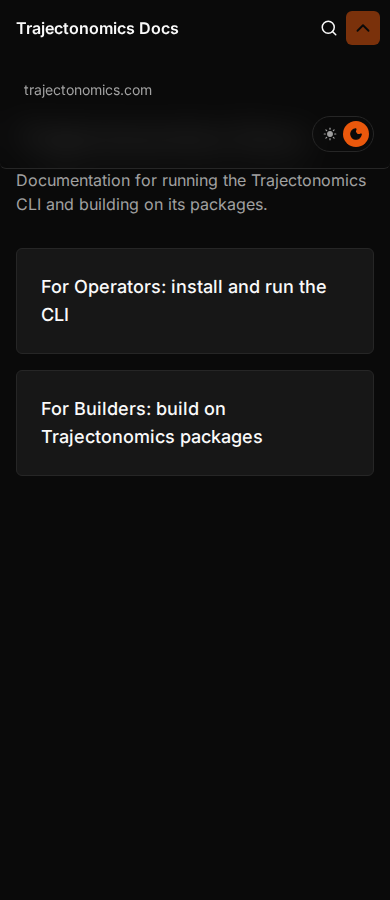 Trajectonomics Docs
trajectonomics.com
Documentation for running the Trajectonomics
CLI and building on its packages.
For Operators: install and run the
CLI
For Builders: build on
Trajectonomics packages